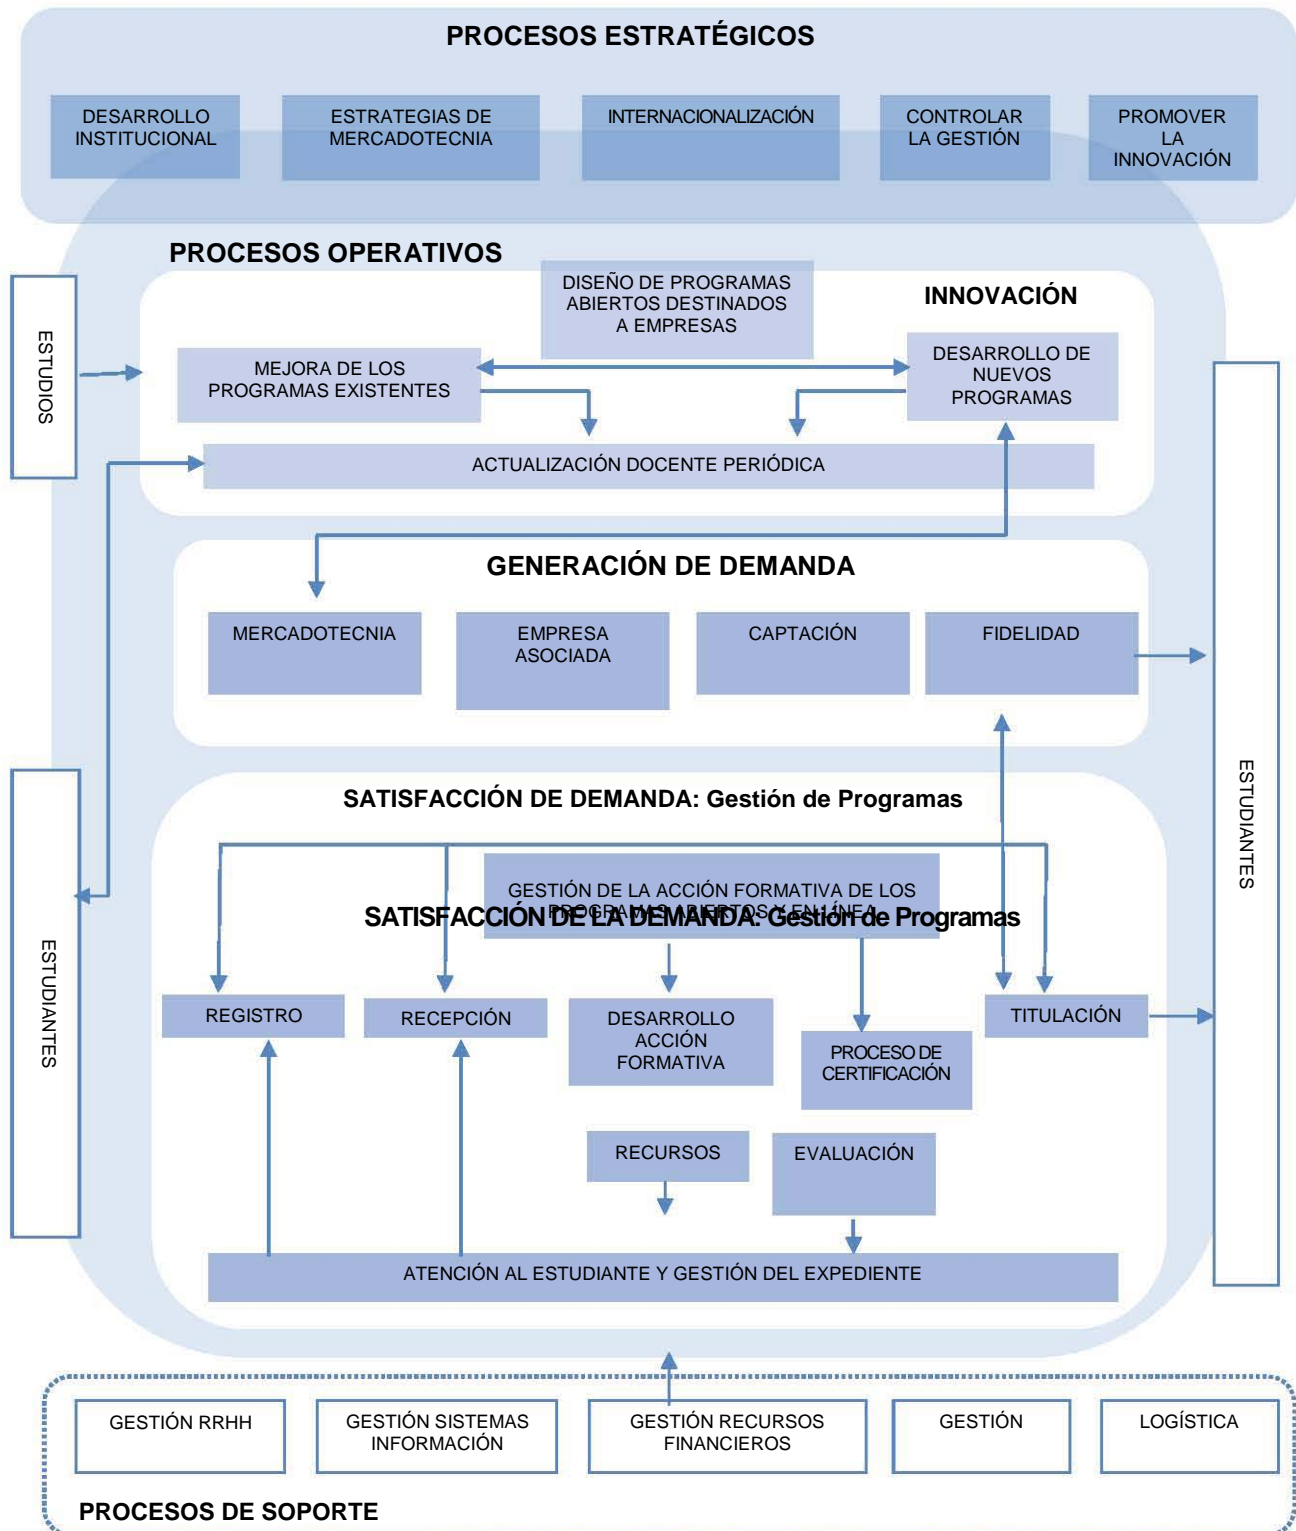 PROCESOS ESTRATÉGICOS
DESARROLLO
INSTITUCIONAL
ESTRATEGIAS DE
MERCADOTECNIA
INTERNACIONALIZACIÓN
CONTROLAR
LA GESTIÓN
PROMOVER
LA
INNOVACIÓN
PROCESOS OPERATIVOS
ESTUDIOS
DISEÑO DE PROGRAMAS
ABIERTOS DESTINADOS
A EMPRESAS
INNOVACIÓN
MEJORA DE LOS
PROGRAMAS EXISTENTES
DESARROLLO DE
NUEVOS
PROGRAMAS
ACTUALIZACIÓN DOCENTE PERIÓDICA
GENERACIÓN DE DEMANDA
MERCADOTECNIA
EMPRESA
ASOCIADA
CAPTACIÓN
FIDELIDAD
ESTUDIANTES
ESTUDIANTES
SATISFACCIÓN DE DEMANDA: Gestión de Programas
GESTIÓN DE LA ACCIÓN FORMATIVA DE LOS
PROGRAMAS ABIERTOS Y EN LÍNEA
SATISFACCIÓN DE LA DEMANDA: Gestión de Programas
REGISTRO
RECEPCIÓN
DESARROLLO
ACCIÓN
FORMATIVA
PROCESO DE
CERTIFICACIÓN
TITULACIÓN
RECURSOS
EVALUACIÓN
ATENCIÓN AL ESTUDIANTE Y GESTIÓN DEL EXPEDIENTE
GESTIÓN RRHH
GESTIÓN SISTEMAS
INFORMACIÓN
GESTIÓN RECURSOS
FINANCIEROS
GESTIÓN
LOGÍSTICA
PROCESOS DE SOPORTE